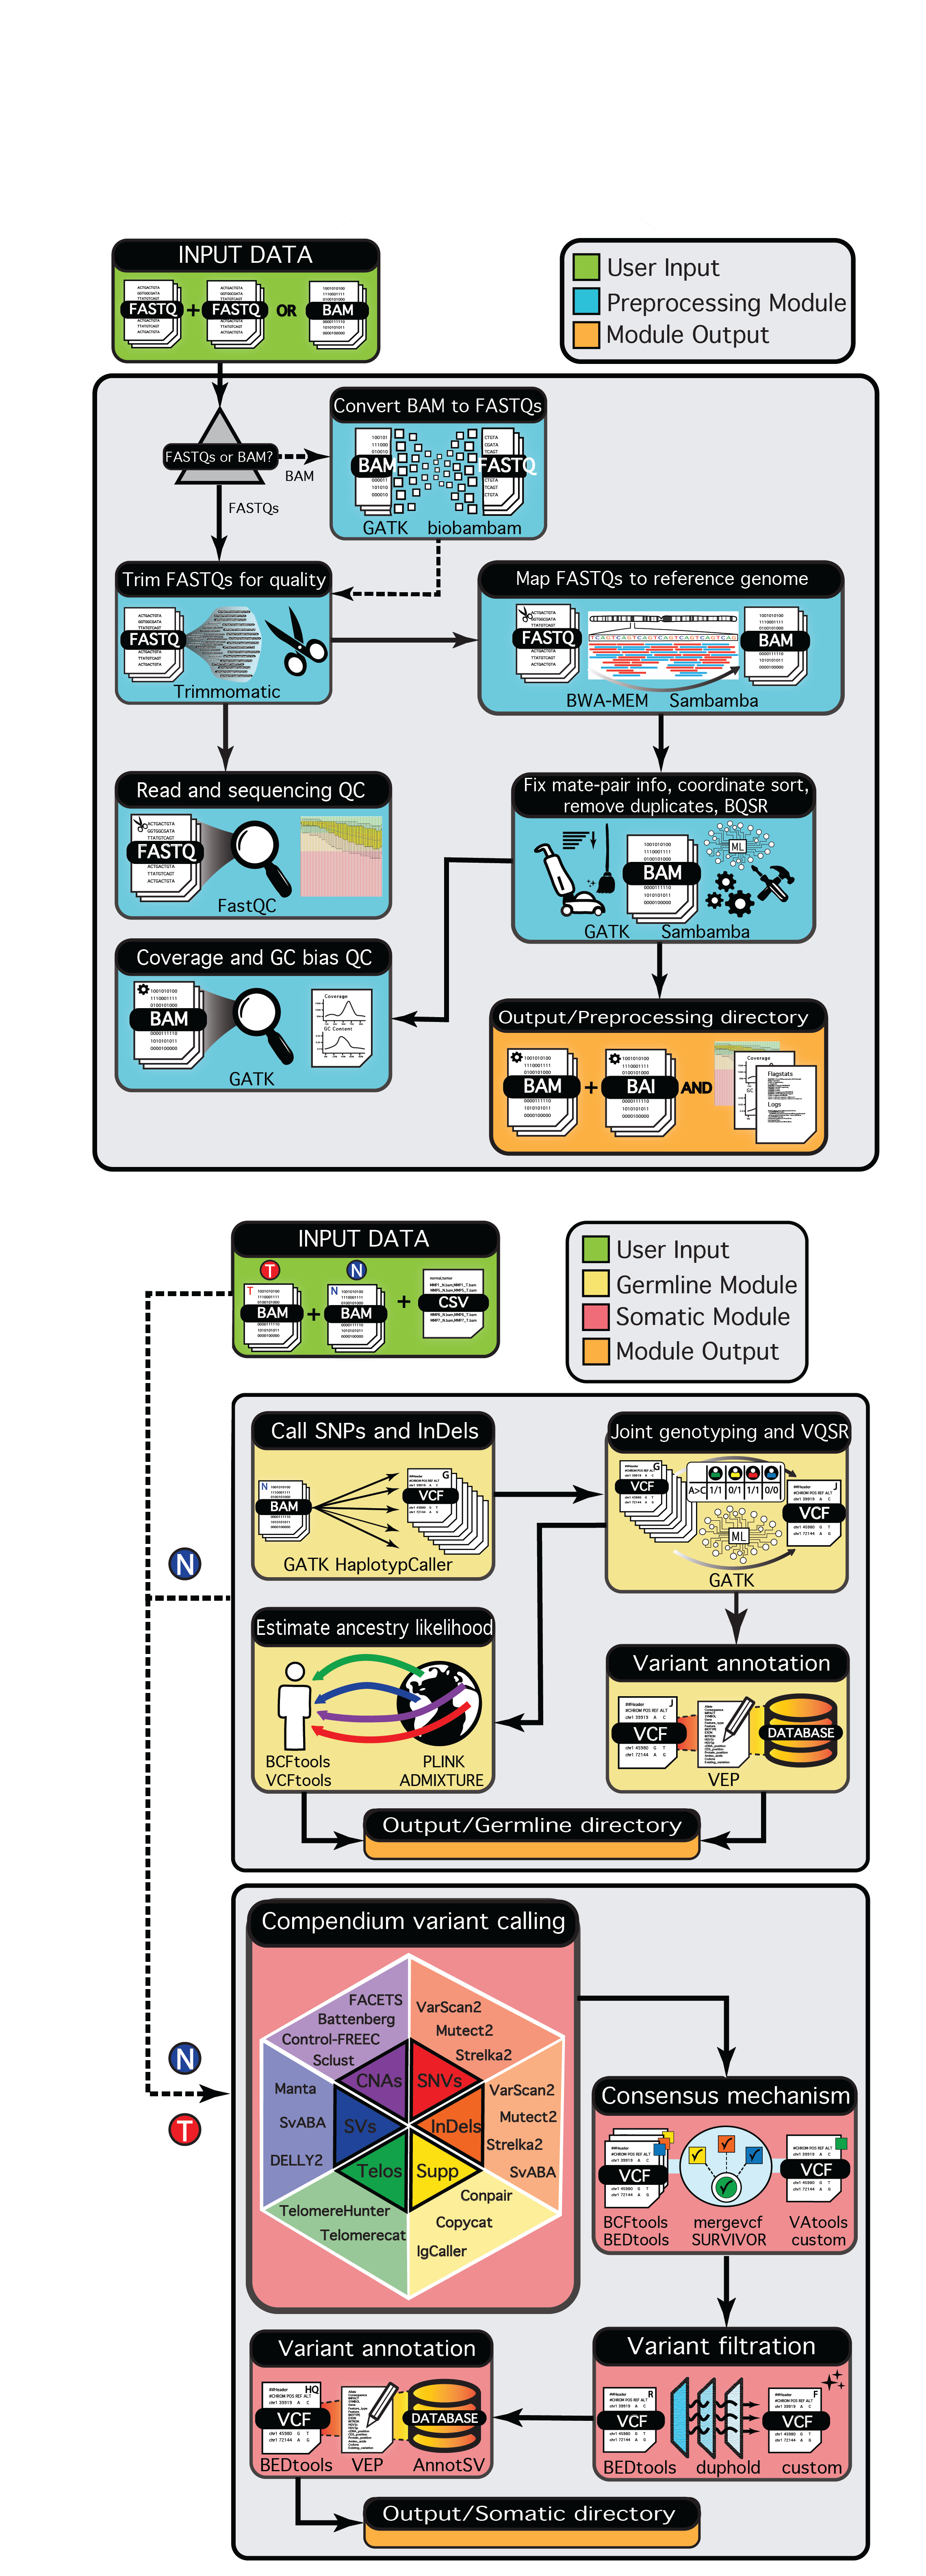 INPUT DATA
FASTQ + FASTQ OR BAM
User Input
Preprocessing Module
Module Output
FASTQs or BAM?
BAM
FASTQs
Convert BAM to FASTQs
BAM FASTQ
GATK biobambam
Trim FASTQs for quality
FASTQ
Trimmomatic
Map FASTQs to reference genome
FASTQ
TCAGTCAGTCAGTCAGTCAGTCAGTCAG
BAM
BWA-MEM Sambamba
Read and sequencing QC
FASTQ
FastQC
Fix mate-pair info, coordinate sort,
remove duplicates, BQSR
BAM
ML
GATK Sambamba
Coverage and GC bias QC
BAM
Coverage
GC Content
GATK
Output/Preprocessing directory
BAM + BAI AND
Coverage
Flagstats
Logs
INPUT DATA
T N
BAM + BAM + CSV
User Input
Germline Module
Somatic Module
Module Output
Call SNPs and InDels
N
BAM
G
VCF
GATK HaplotypCaller
Joint genotyping and VQSR
G
VCF
A>C 1/1 0/1 1/1 0/0
ML
J
VCF
GATK
N
Estimate ancestry likelihood
BCFtools PLINK
VCFtools ADMIXTURE
Variant annotation
J
VCF
DATABASE
VEP
Output/Germline directory
Compendium variant calling
FACETS
Battenberg
Control-FREEC
Sclust
VarScan2
Mutect2
Strelka2
CNAs SNVs
Manta
SvABA
DELLY2
SVs InDels
VarScan2
Mutect2
Strelka2
SvABA
Telos Supp
TelomereHunter
Telomerecat
Conpair
Copycat
IgCaller
N
T
Consensus mechanism
VCF VCF
BCFtools mergevcf VAtools
BEDtools SURVIVOR custom
Variant filtration
R F
VCF VCF
BEDtools duphold custom
Variant annotation
HQ
VCF
DATABASE
BEDtools VEP AnnotSV
Output/Somatic directory